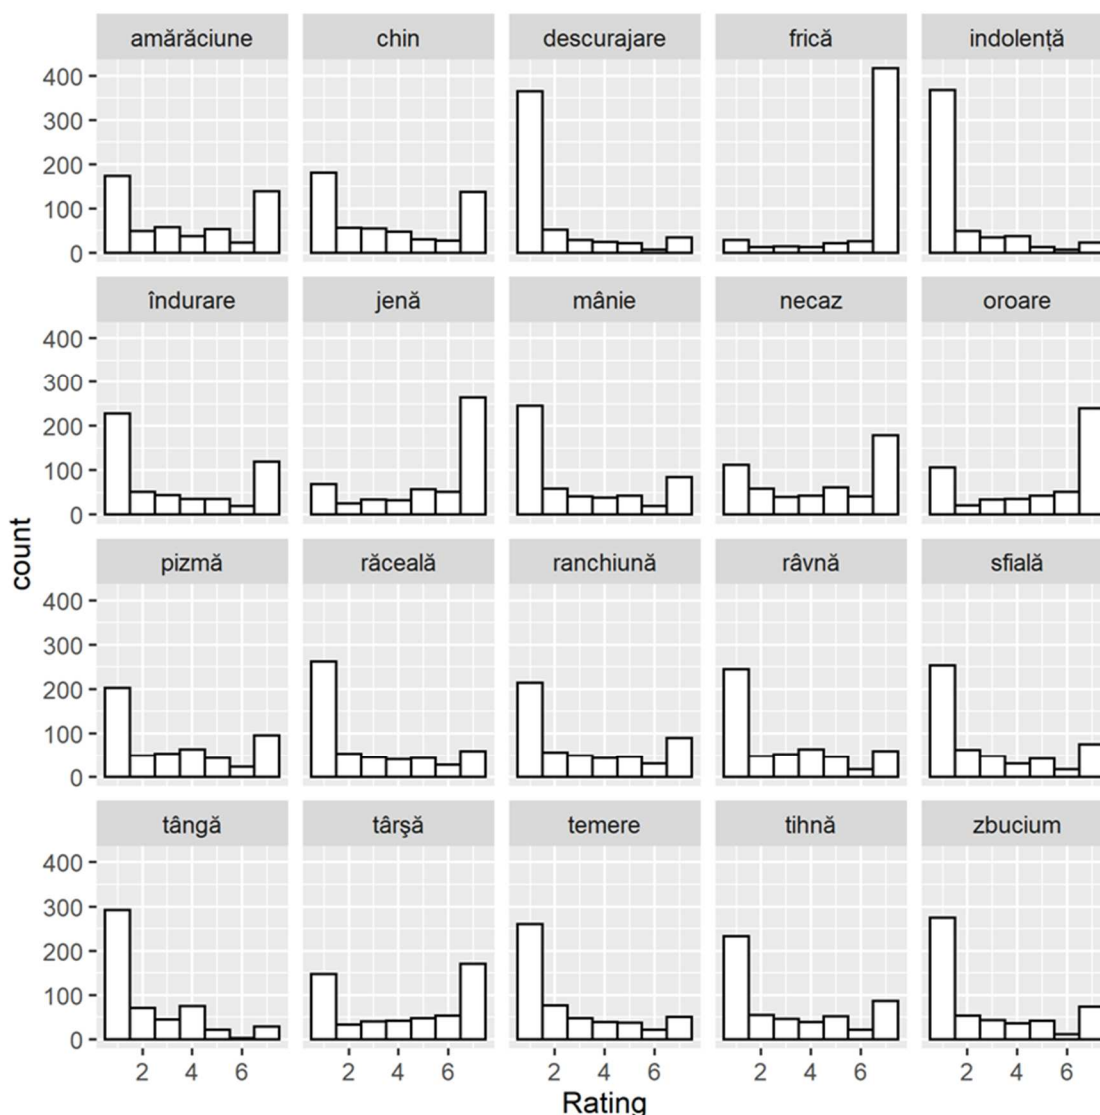 amărăciune chin descurajare frică indolență
400
300
200
100
0
îndurare jenă mânie necaz oroare
400
300
200
100
0
count
pizmă răceală ranchiună râvnă sfială
400
300
200
100
0
tângă târşă temere tihnă zbucium
400
300
200
100
0
2 4 6 2 4 6 2 4 6 2 4 6 2 4 6
Rating